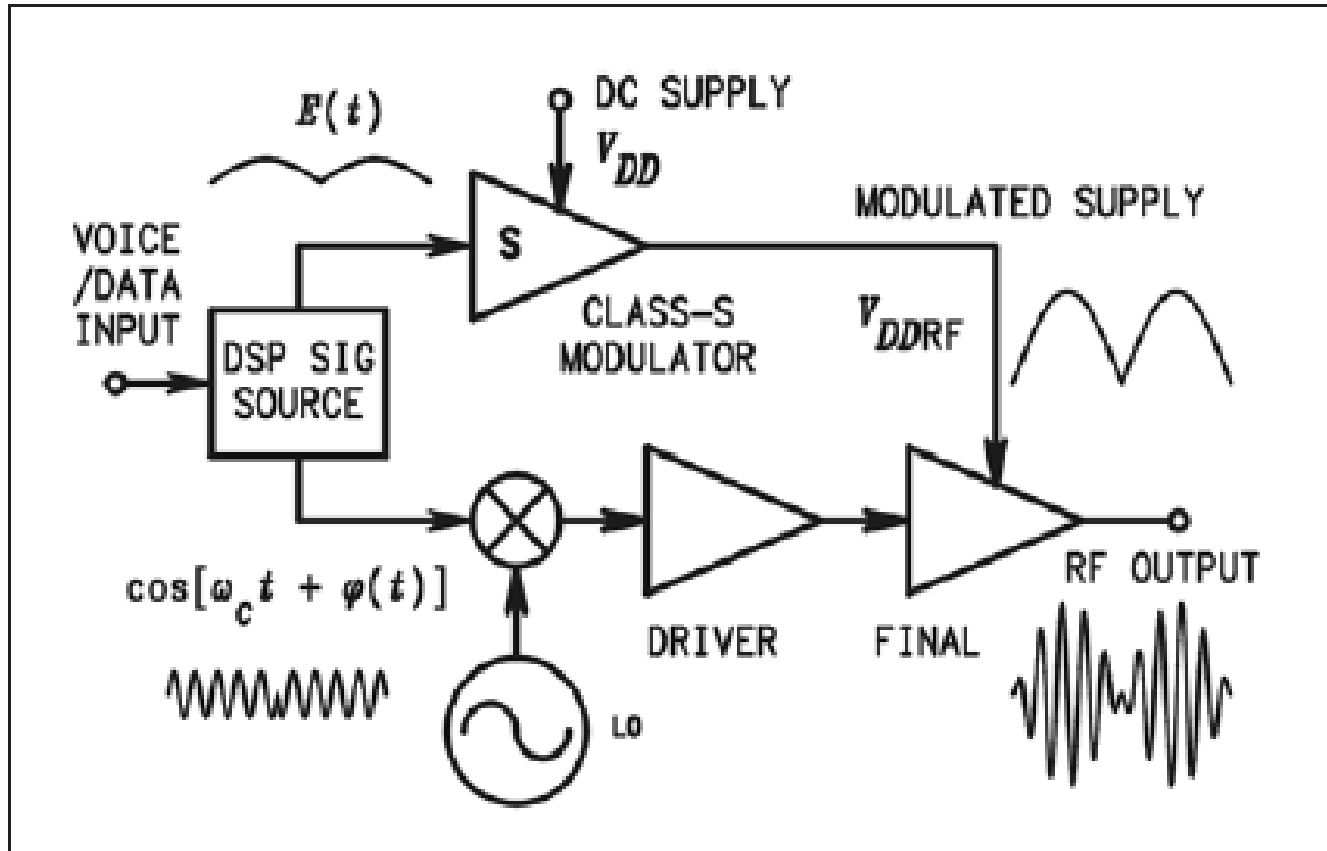 E(t)
DC SUPPLY
V_DD
MODULATED SUPPLY
VOICE
/DATA
INPUT
S
CLASS-S
MODULATOR
V_DDRF
DSP SIG
SOURCE
cos[ω_c t + φ(t)]
RF OUTPUT
DRIVER
FINAL
LO